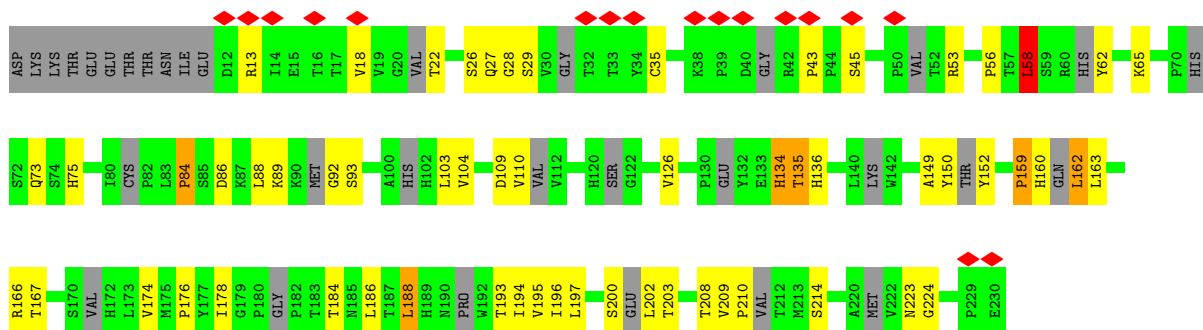 ASP LYS LYS THR GLU GLU THR THR ASN ILE GLU D12 R13 I14 E15 T16 T17 V18 V19 G20 VAL T22 S26 Q27 G28 S29 V30 GLY T32 T33 Y34 C35 K38 P39 D40 GLY R42 P43 P44 S45 P50 VAL T52 R53 P56 T57 L58 S59 R60 HIS Y62 K65 P70 HIS
S72 Q73 S74 H75 I80 CYS P82 L83 P84 S85 D86 K87 L88 K89 K90 MET G92 S93 A100 HIS H102 L103 V104 D109 V110 VAL V112 H120 SER G122 V126 P130 GLU Y132 E133 H134 T135 H136 L140 LYS W142 A149 Y150 THR Y152 P159 H160 GLN L162 L163
R166 T167 S170 VAL H172 L173 V174 M175 P176 Y177 I178 G179 P180 GLY P182 T183 T184 N185 L186 T187 L188 H189 N190 PRO W192 T193 I194 V195 I196 L197 S200 GLU L202 T203 T208 V209 P210 VAL T212 M213 S214 A220 MET V222 N223 G224 P229 E230